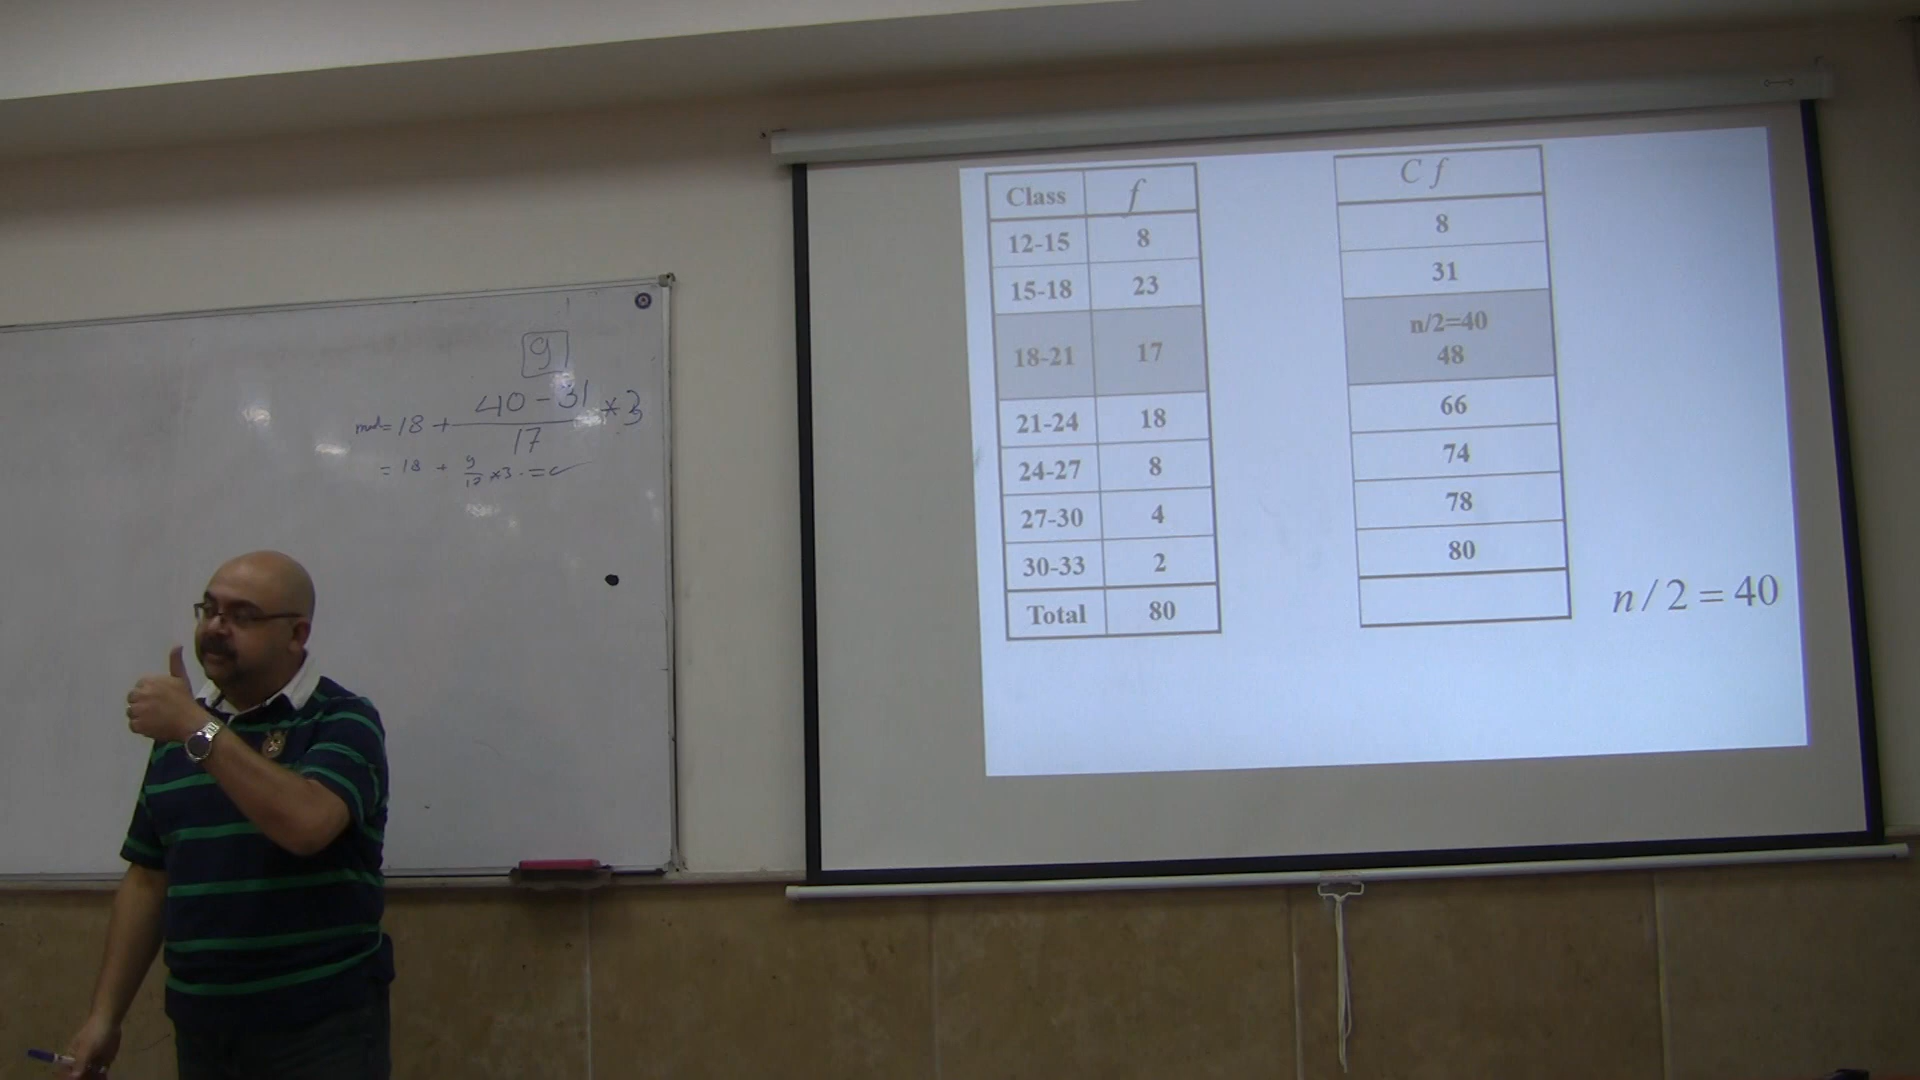 9
med = 18 + 40 - 31 / 17 * 3
= 18 + 9/17 × 3 =
Class f
12-15 8
15-18 23
18-21 17
21-24 18
24-27 8
27-30 4
30-33 2
Total 80
C f
8
31
n/2=40
48
66
74
78
80
n / 2 = 40